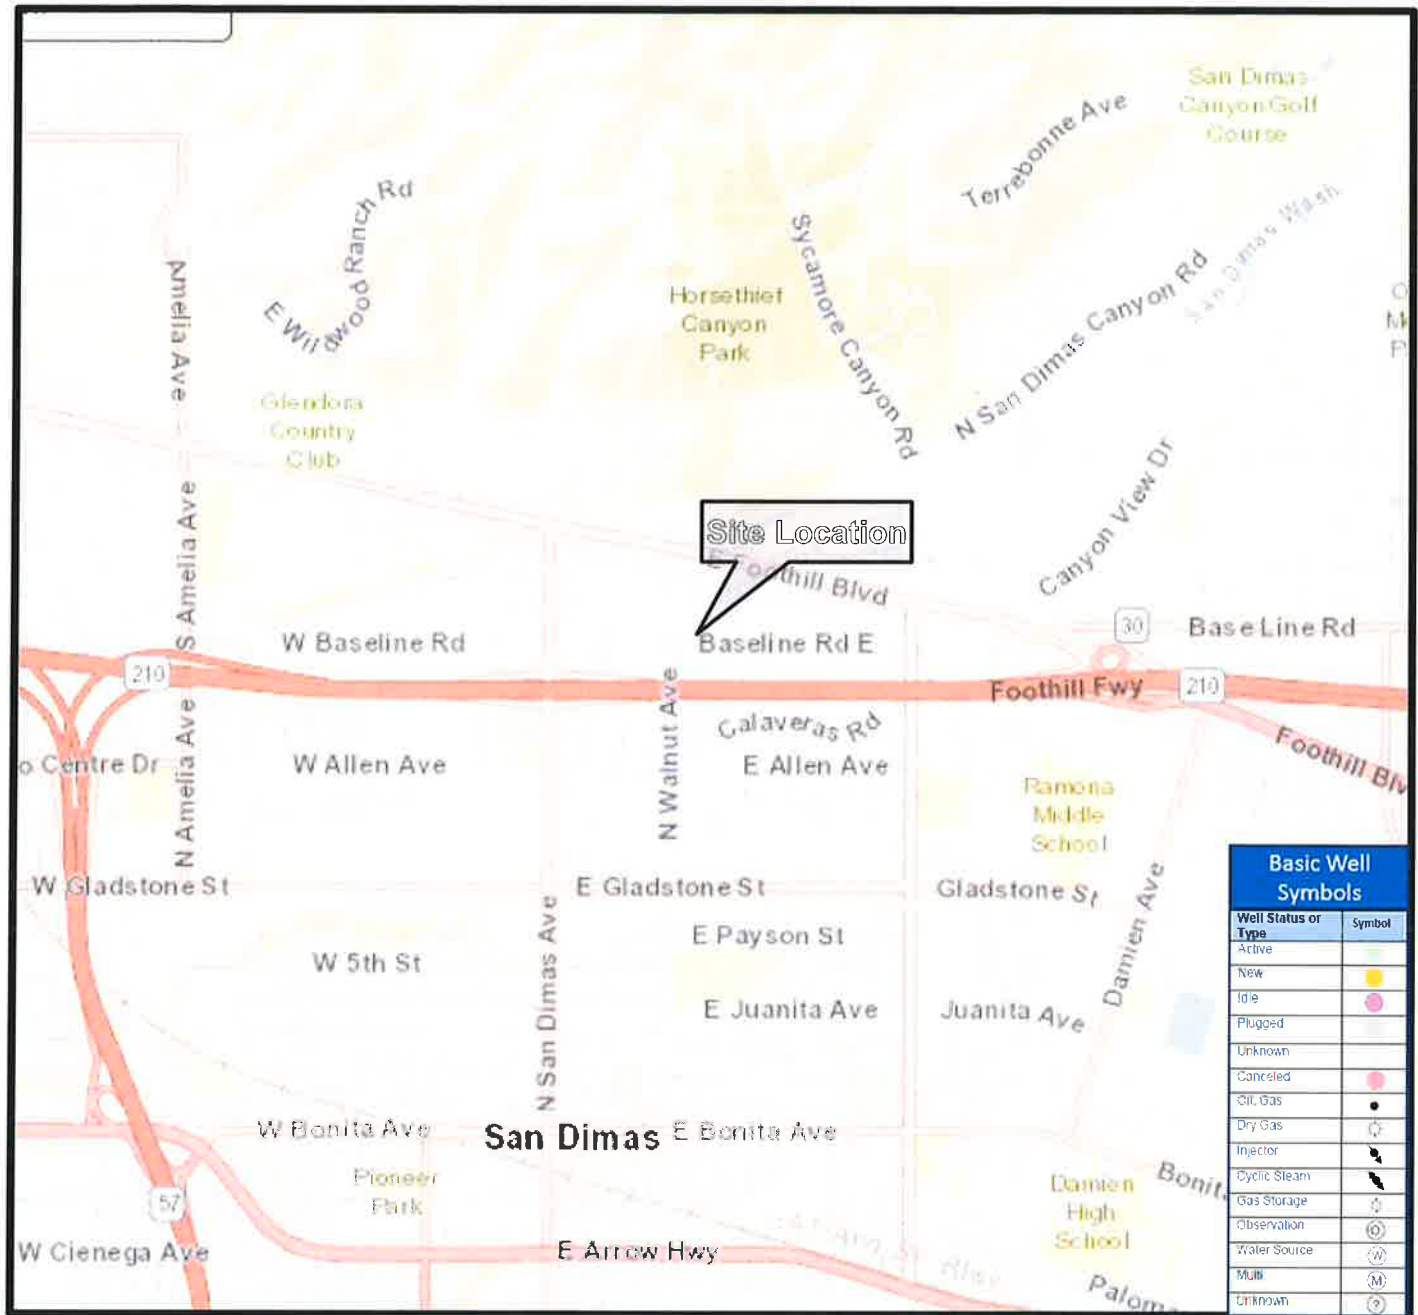 San Dimas
Canyon Golf
Course
Terrebonne Ave
E Wildwood Ranch Rd
Sycamore Canyon Rd
San Dimas Wash
N San Dimas Canyon Rd
Amelia Ave
Horsethief
Canyon
Park
Glendora
Country
Club
Canyon View Dr
S Amelia Ave
Site Location
E Foothill Blvd
W Baseline Rd
Baseline Rd E
30
Base Line Rd
210
Foothill Fwy
210
N Amelia Ave
N Walnut Ave
Calaveras Rd
o Centre Dr
W Allen Ave
E Allen Ave
Foothill Blv
Ramona
Middle
School
W Gladstone St
E Gladstone St
Gladstone St
Damien Ave
N San Dimas Ave
E Payson St
W 5th St
E Juanita Ave
Juanita Ave
W Bonita Ave
San Dimas
E Bonita Ave
Pioneer
Park
57
Damien
High
School
Bonit
W Cienega Ave
E Arrow Hwy
Paloma
Basic Well
Symbols
Well Status or
Type
Symbol
Active
New
Idle
Plugged
Unknown
Canceled
Oil, Gas
Dry Gas
Injector
Cyclic Steam
Gas Storage
Observation
Water Source
W
Multi
M
Unknown
?